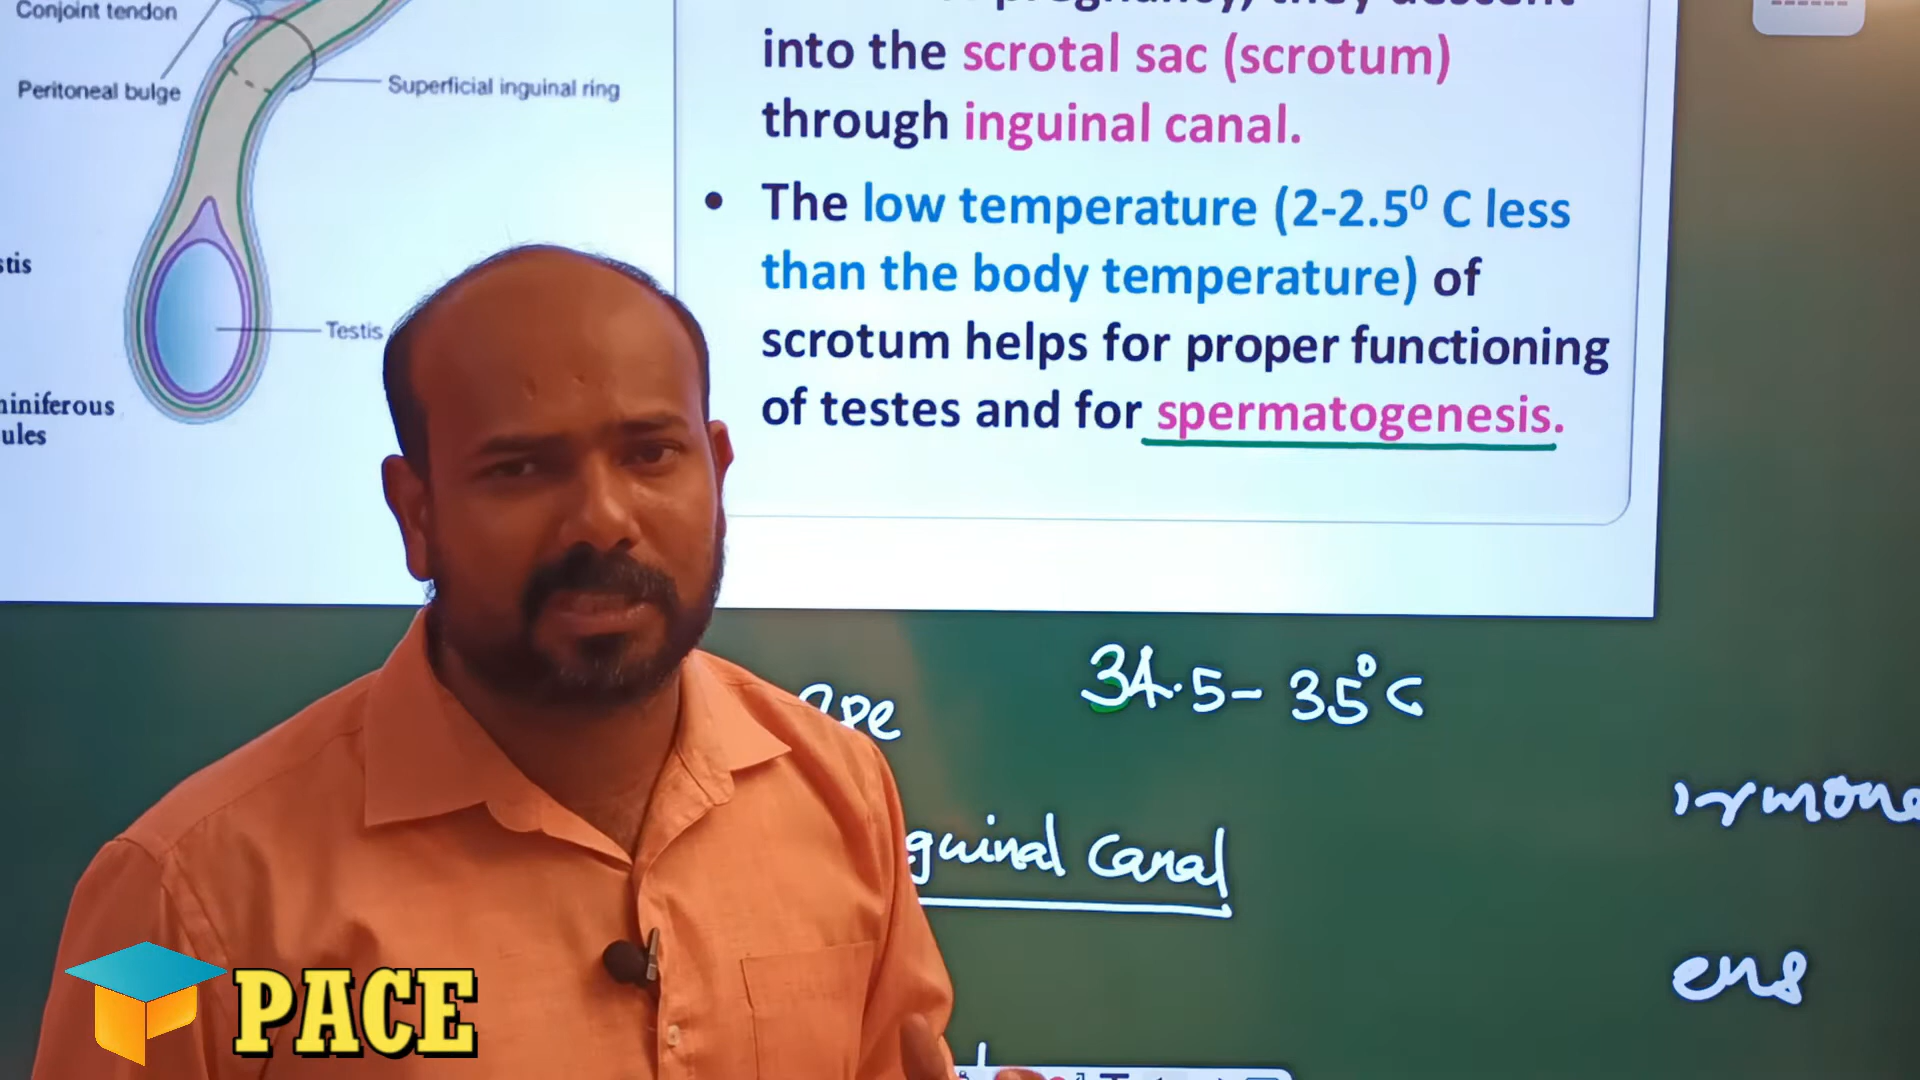 Conjoint tendon
Peritoneal bulge
Superficial inguinal ring
Testis
into the scrotal sac (scrotum)
through inguinal canal.
• The low temperature (2-2.5⁰ C less
than the body temperature) of
scrotum helps for proper functioning
of testes and for spermatogenesis.
34.5 - 35°C
guinal Canal
PACE